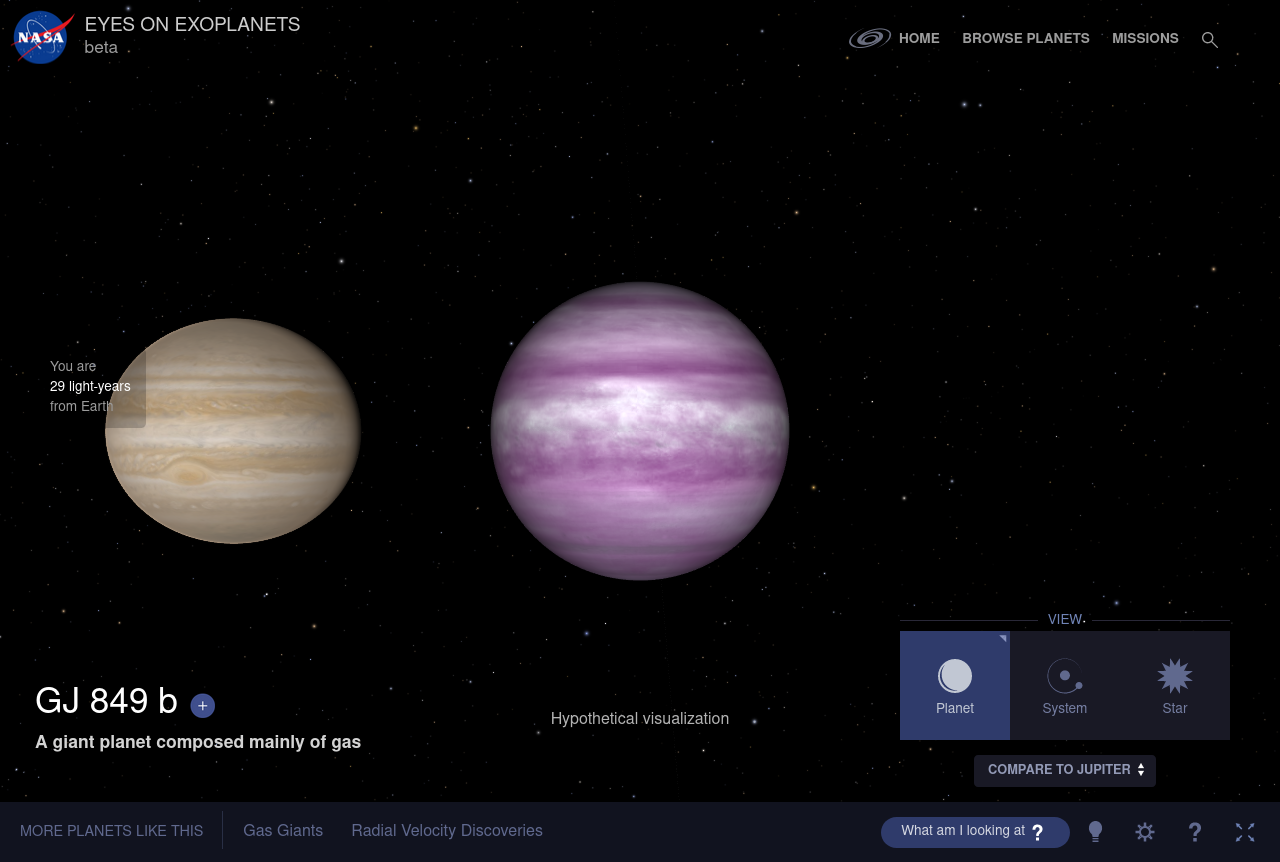 NASA
EYES ON EXOPLANETS
beta
HOME
BROWSE PLANETS
MISSIONS
You are
29 light-years
from Earth
VIEW
Planet
System
Star
GJ 849 b +
A giant planet composed mainly of gas
Hypothetical visualization
COMPARE TO JUPITER
MORE PLANETS LIKE THIS
Gas Giants
Radial Velocity Discoveries
What am I looking at ?
?